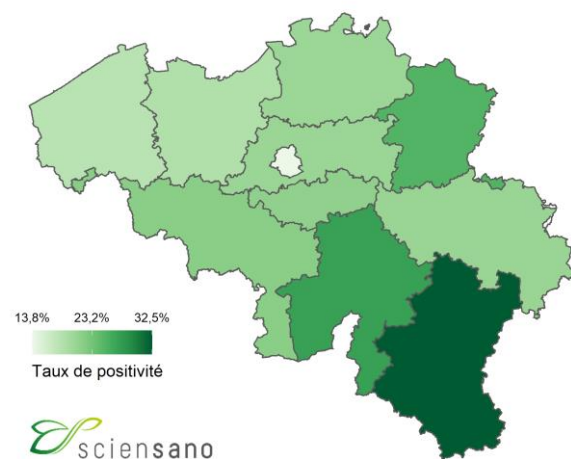 13,8% 23,2% 32,5%
Taux de positivité
sciensano